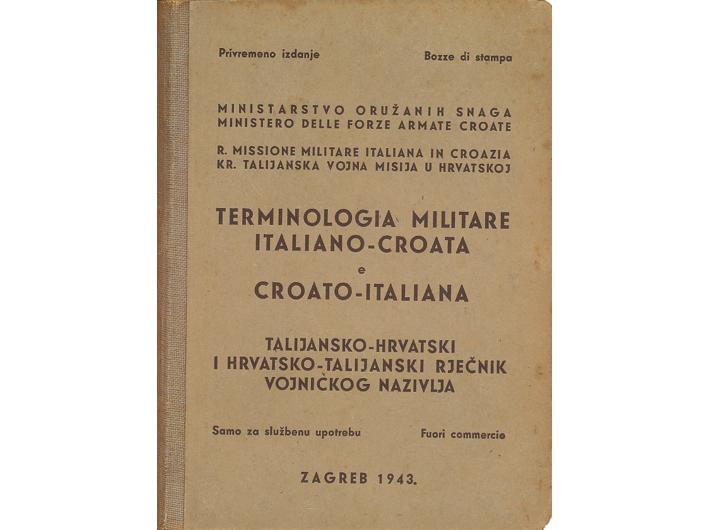 Privremeno izdanje Bozze di stampa
MINISTARSTVO ORUŽANIH SNAGA
MINISTERO DELLE FORZE ARMATE CROATE
R. MISSIONE MILITARE ITALIANA IN CROAZIA
KR. TALIJANSKA VOJNA MISIJA U HRVATSKOJ
TERMINOLOGIA MILITARE
ITALIANO-CROATA
e
CROATO-ITALIANA
TALIJANSKO-HRVATSKI
I HRVATSKO-TALIJANSKI RJEČNIK
VOJNIČKOG NAZIVLJA
Samo za službenu upotrebu Fuori commercio
ZAGREB 1943.